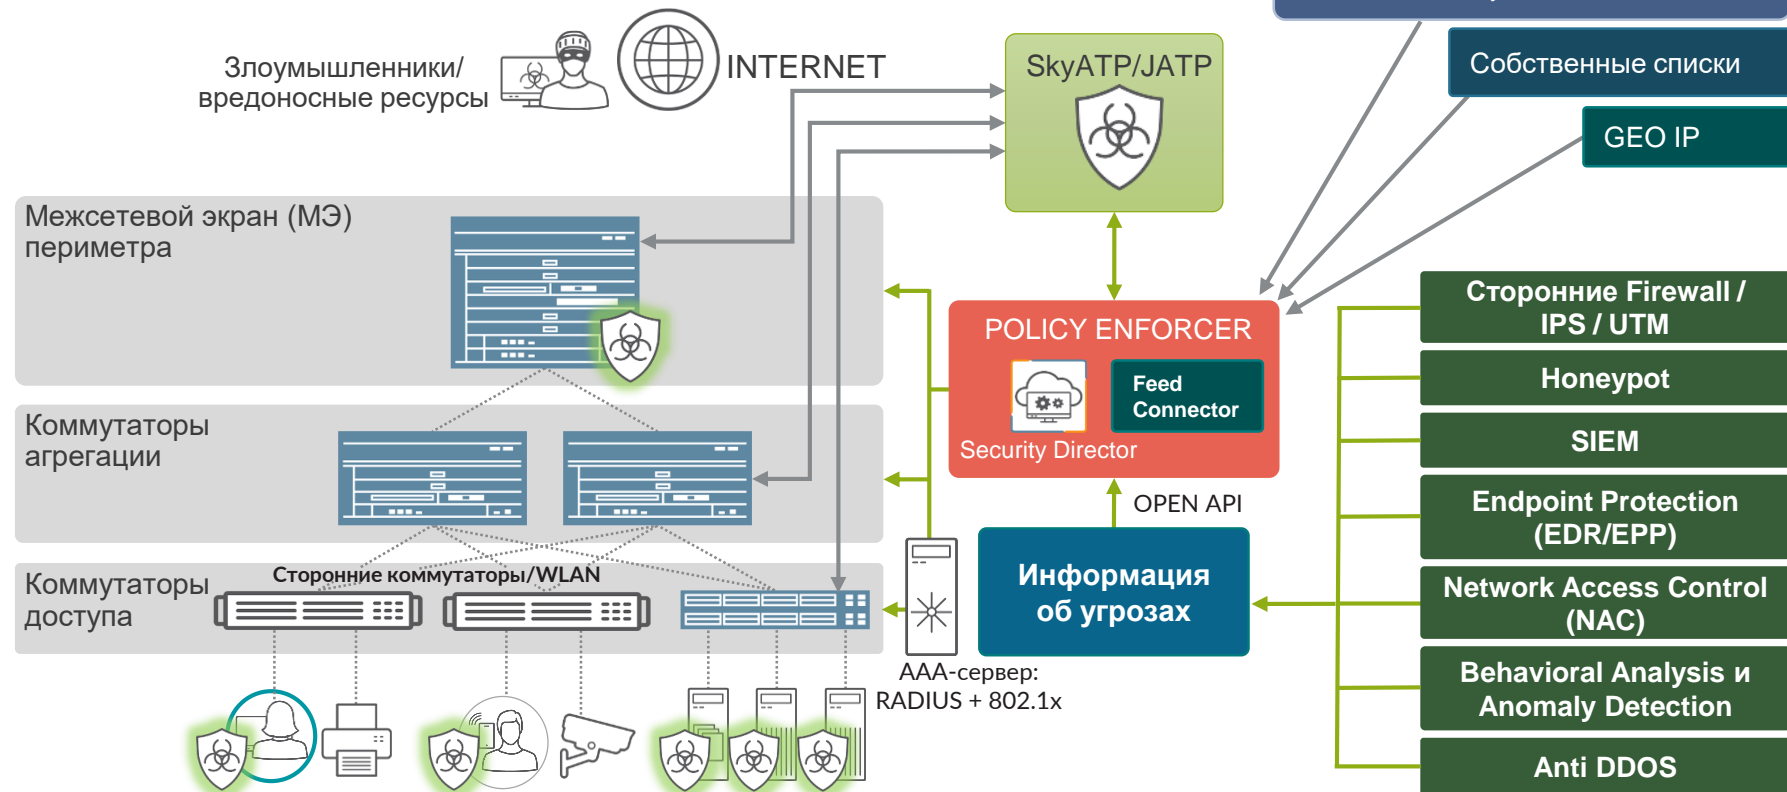 Злоумышленники/
вредоносные ресурсы
INTERNET
SkyATP/JATP
Собственные списки
GEO IP
Межсетевой экран (МЭ)
периметра
POLICY ENFORCER
Feed
Connector
Security Director
OPEN API
Коммутаторы
агрегации
Коммутаторы
доступа
Сторонние коммутаторы/WLAN
Информация
об угрозах
AAA-сервер:
RADIUS + 802.1x
Сторонние Firewall /
IPS / UTM
Honeypot
SIEM
Endpoint Protection
(EDR/EPP)
Network Access Control
(NAC)
Behavioral Analysis и
Anomaly Detection
Anti DDOS